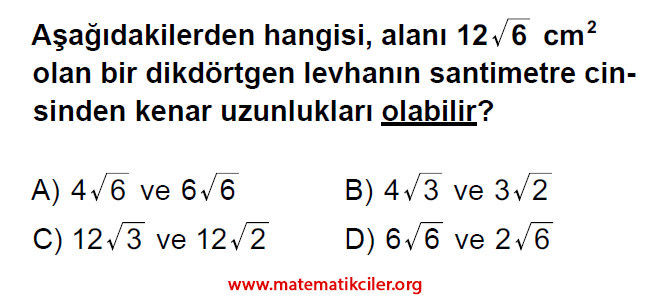 Aşağıdakilerden hangisi, alanı 12√6 cm²
olan bir dikdörtgen levhanın santimetre cin-
sinden kenar uzunlukları olabilir?
A) 4√6 ve 6√6 B) 4√3 ve 3√2
C) 12√3 ve 12√2 D) 6√6 ve 2√6
www.matematikciler.org